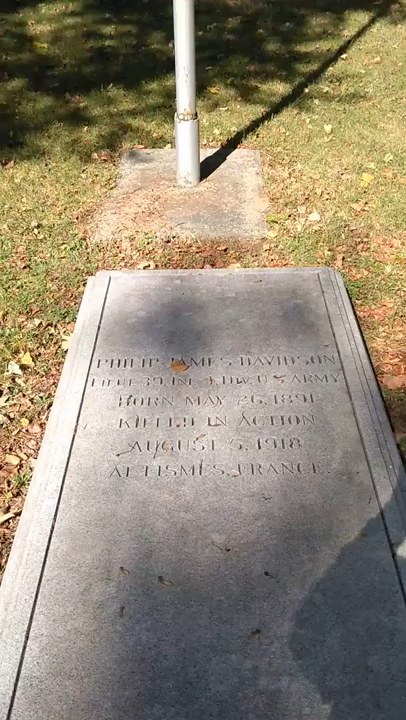 PHILIP JAMES DAVIDSON
LIEUT 39 INF 4 DIV. U.S. ARMY
BORN MAY 26, 1891
KILLED IN ACTION
AUGUST 5, 1918
AT FISMES, FRANCE